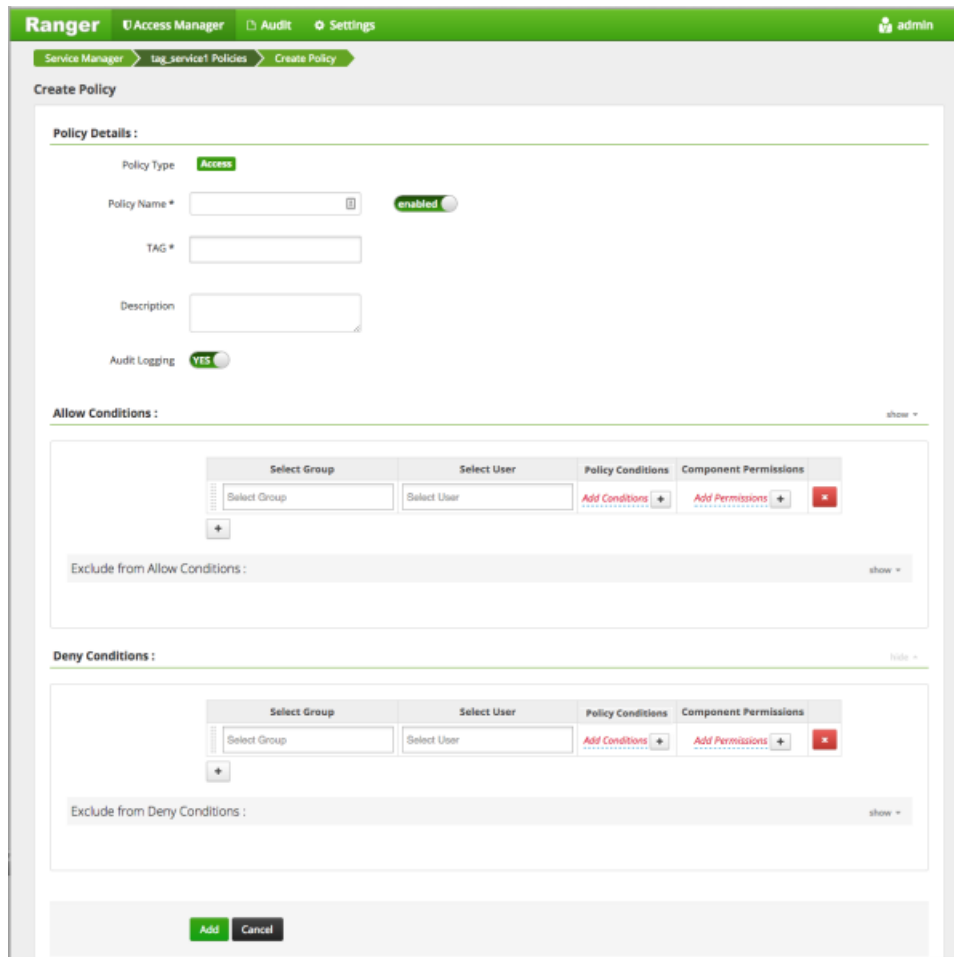 Ranger Access Manager Audit Settings admin
Service Manager tag_service1 Policies Create Policy
Create Policy
Policy Details :
Policy Type Access
Policy Name * enabled
TAG *
Description
Audit Logging YES
Allow Conditions : show
Select Group Select User Policy Conditions Component Permissions
Select Group Select User Add Conditions + Add Permissions + ×
+
Exclude from Allow Conditions : show
Deny Conditions : hide
Select Group Select User Policy Conditions Component Permissions
Select Group Select User Add Conditions + Add Permissions + ×
+
Exclude from Deny Conditions : show
Add Cancel